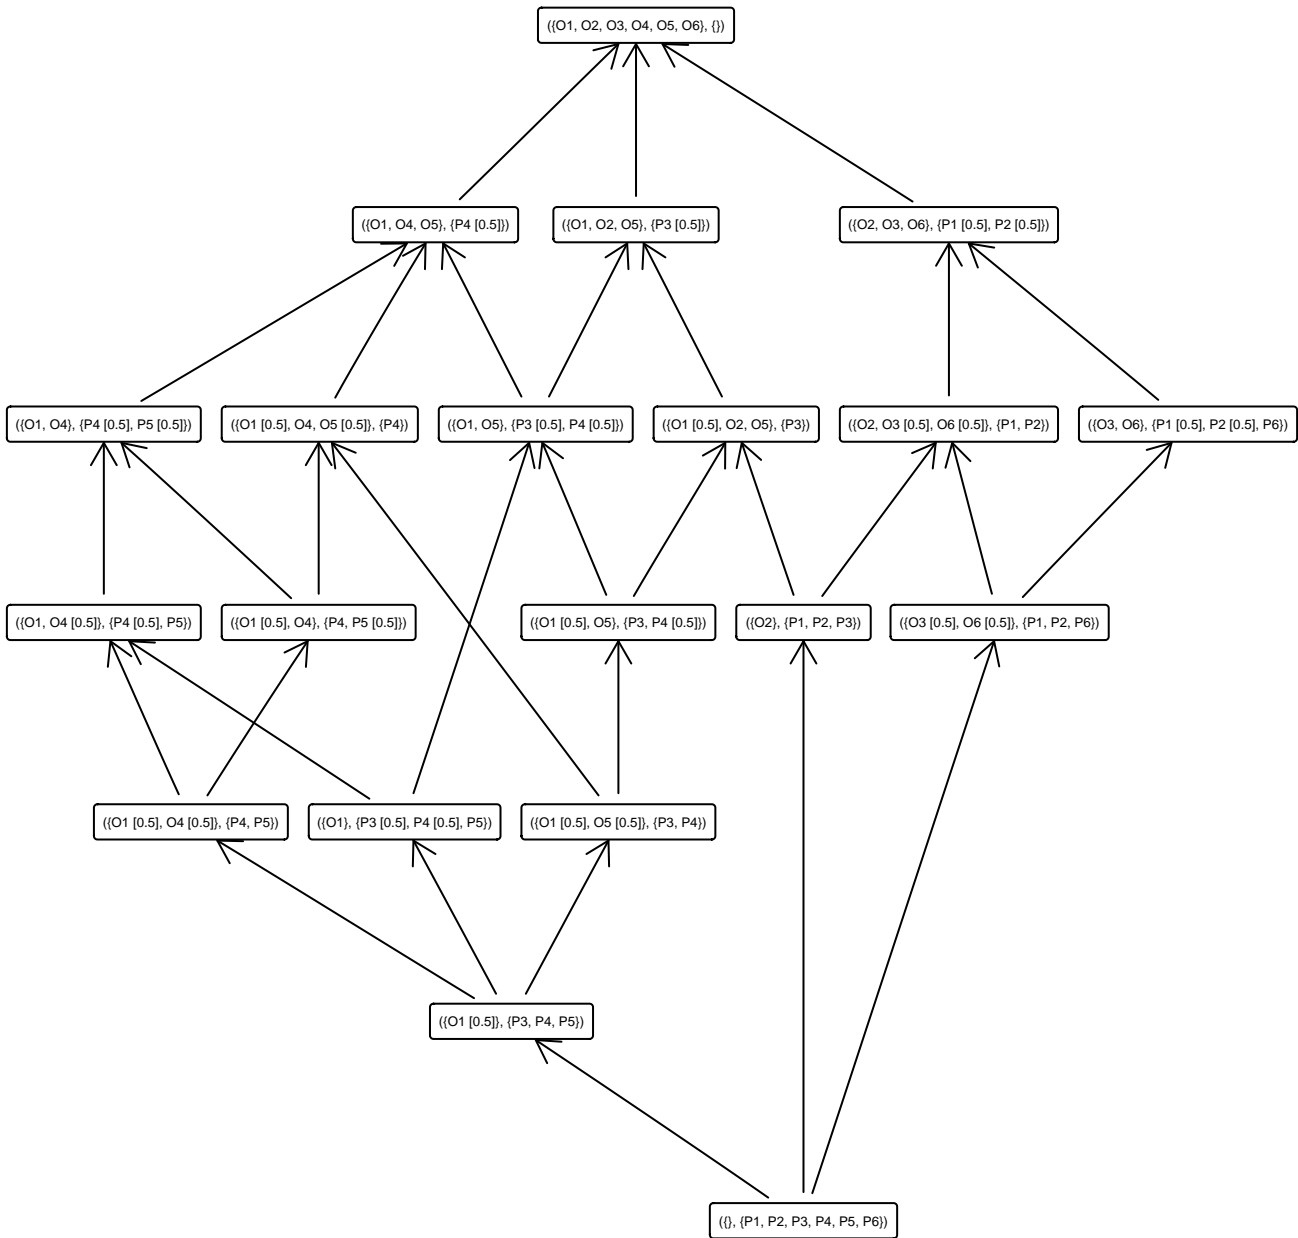 ({O1, O2, O3, O4, O5, O6}, {})
({O1, O4, O5}, {P4 [0.5]})
({O1, O2, O5}, {P3 [0.5]})
({O2, O3, O6}, {P1 [0.5], P2 [0.5]})
({O1, O4}, {P4 [0.5], P5 [0.5]})
({O1 [0.5], O4, O5 [0.5]}, {P4})
({O1, O5}, {P3 [0.5], P4 [0.5]})
({O1 [0.5], O2, O5}, {P3})
({O2, O3 [0.5], O6 [0.5]}, {P1, P2})
({O3, O6}, {P1 [0.5], P2 [0.5], P6})
({O1, O4 [0.5]}, {P4 [0.5], P5})
({O1 [0.5], O4}, {P4, P5 [0.5]})
({O1 [0.5], O5}, {P3, P4 [0.5]})
({O2}, {P1, P2, P3})
({O3 [0.5], O6 [0.5]}, {P1, P2, P6})
({O1 [0.5], O4 [0.5]}, {P4, P5})
({O1}, {P3 [0.5], P4 [0.5], P5})
({O1 [0.5], O5 [0.5]}, {P3, P4})
({O1 [0.5]}, {P3, P4, P5})
({}, {P1, P2, P3, P4, P5, P6})